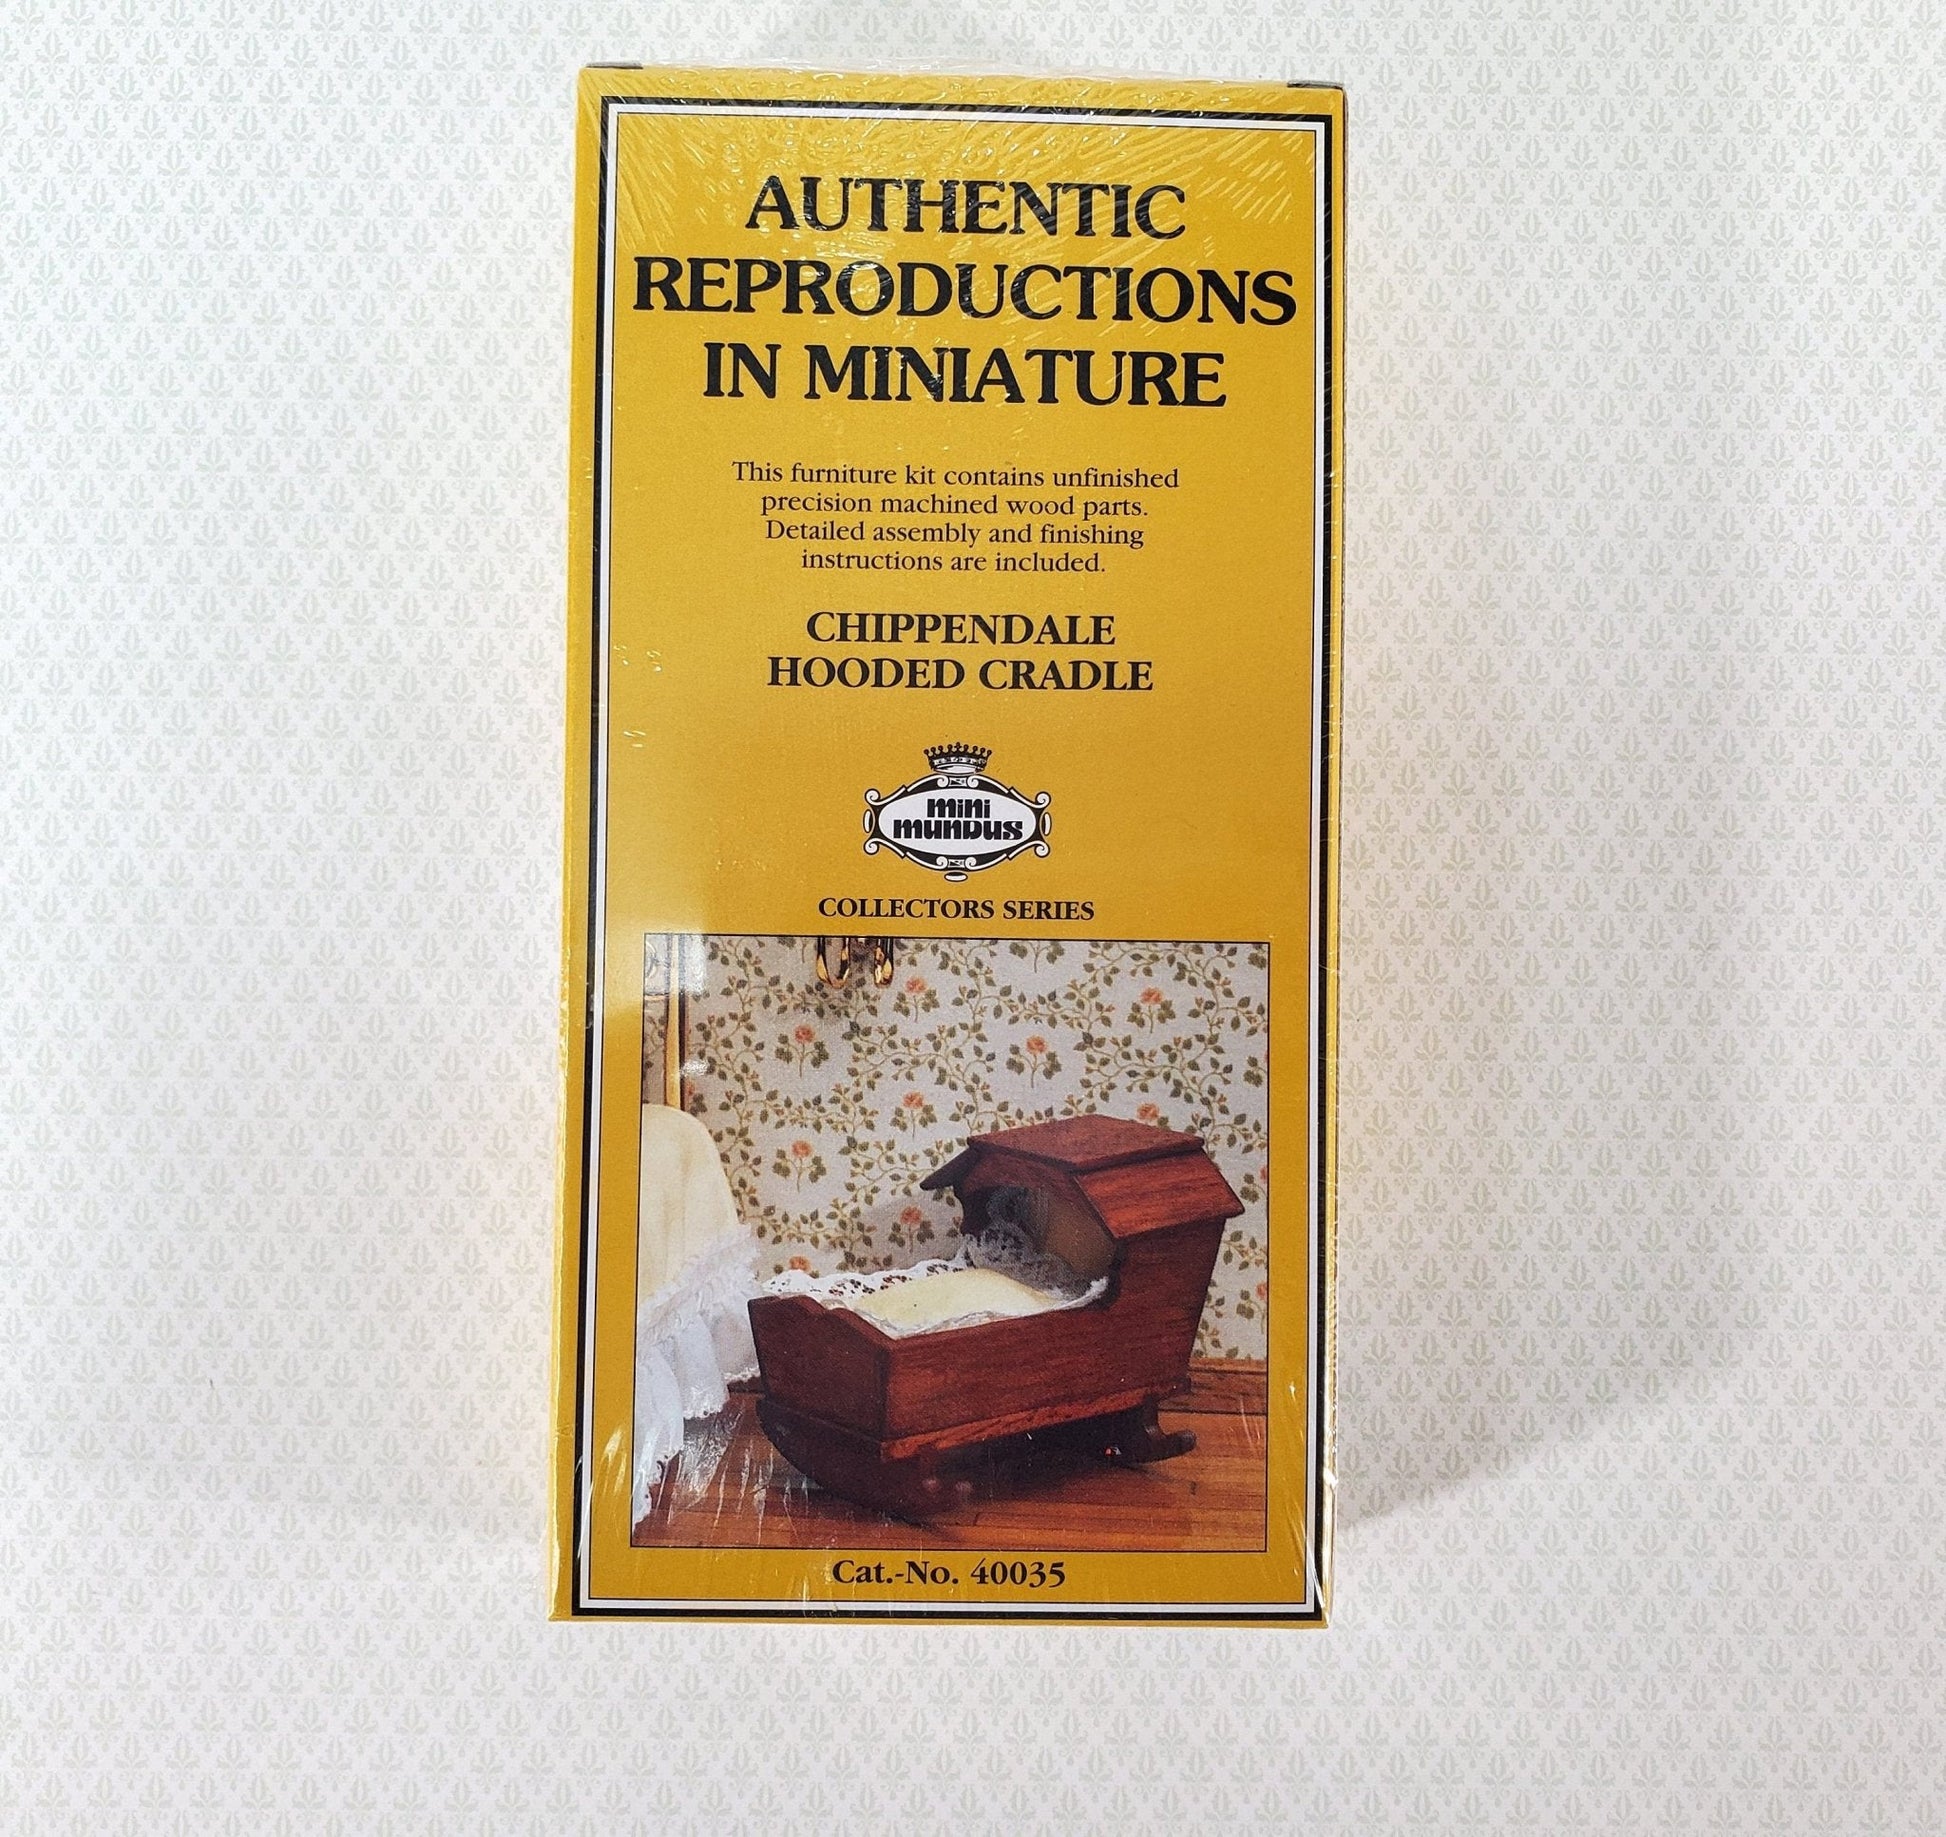 AUTHENTIC
REPRODUCTIONS
IN MINIATURE
This furniture kit contains unfinished
precision machined wood parts.
Detailed assembly and finishing
instructions are included.
CHIPPENDALE
HOODED CRADLE
mini
mundus
COLLECTORS SERIES
Cat.-No. 40035